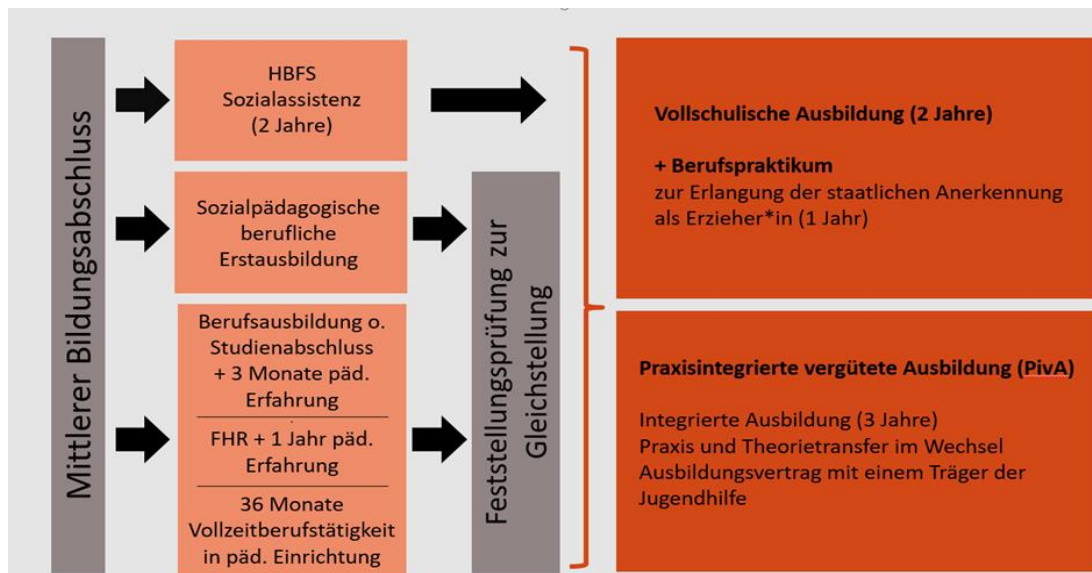 Mittlerer Bildungsabschluss
HBFS
Sozialassistenz
(2 Jahre)
Sozialpädagogische
berufliche
Erstausbildung
Berufsausbildung o.
Studienabschluss
+ 3 Monate päd.
Erfahrung
FHR + 1 Jahr päd.
Erfahrung
36 Monate
Vollzeitberufstätigkeit
in päd. Einrichtung
Feststellungsprüfung zur
Gleichstellung
Vollschulische Ausbildung (2 Jahre)
+ Berufspraktikum
zur Erlangung der staatlichen Anerkennung
als Erzieher*in (1 Jahr)
Praxisintegrierte vergütete Ausbildung (PivA)
Integrierte Ausbildung (3 Jahre)
Praxis und Theorietransfer im Wechsel
Ausbildungsvertrag mit einem Träger der
Jugendhilfe